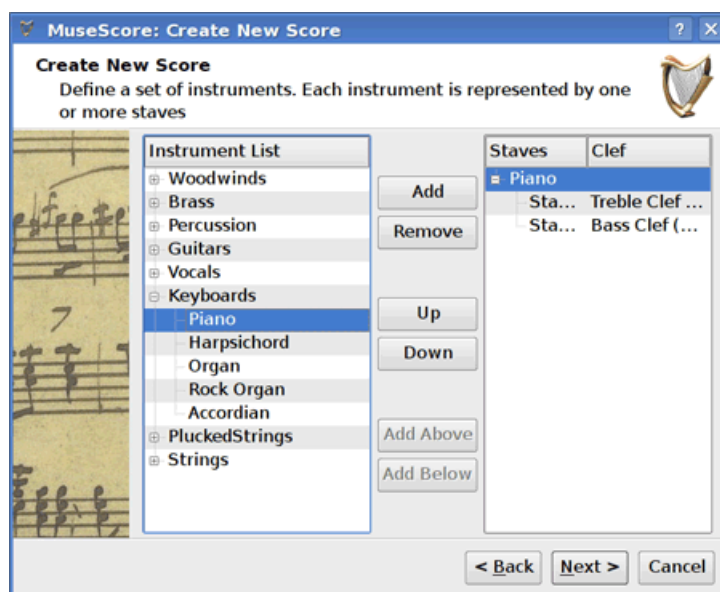 MuseScore: Create New Score
Create New Score
Define a set of instruments. Each instrument is represented by one
or more staves
Instrument List
Woodwinds
Brass
Percussion
Guitars
Vocals
Keyboards
Piano
Harpsichord
Organ
Rock Organ
Accordian
PluckedStrings
Strings
Add
Remove
Up
Down
Add Above
Add Below
Staves Clef
Piano
Sta... Treble Clef ...
Sta... Bass Clef (...
< Back Next > Cancel